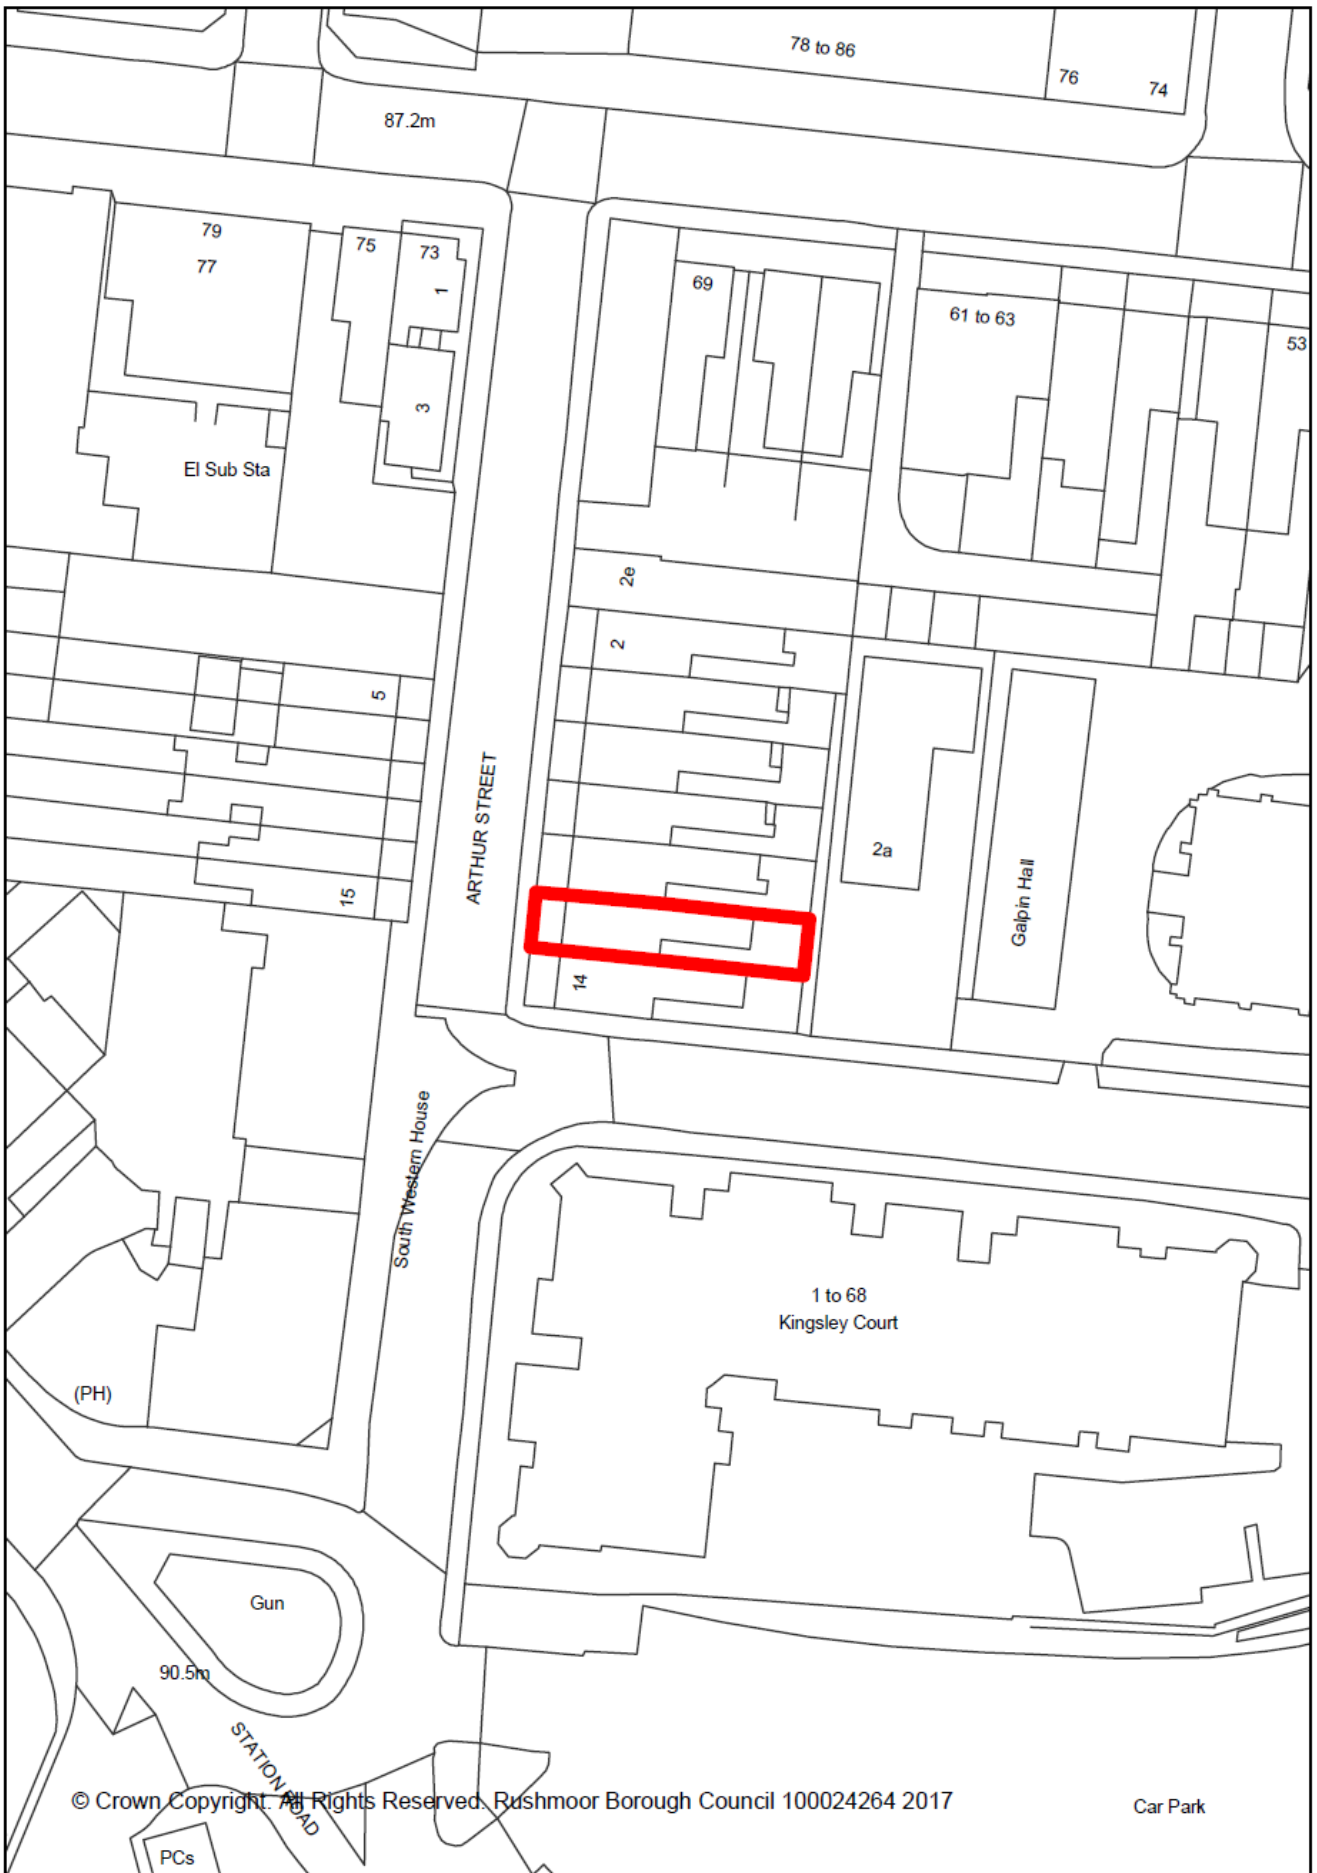 78 to 86
76
74
87.2m
79
77
75
73
1
3
69
61 to 63
53
El Sub Sta
2e
2
5
ARTHUR STREET
2a
Galpin Hall
15
14
South Western House
1 to 68
Kingsley Court
(PH)
Gun
90.5m
STATION ROAD
© Crown Copyright. All Rights Reserved. Rushmoor Borough Council 100024264 2017
Car Park
PCs